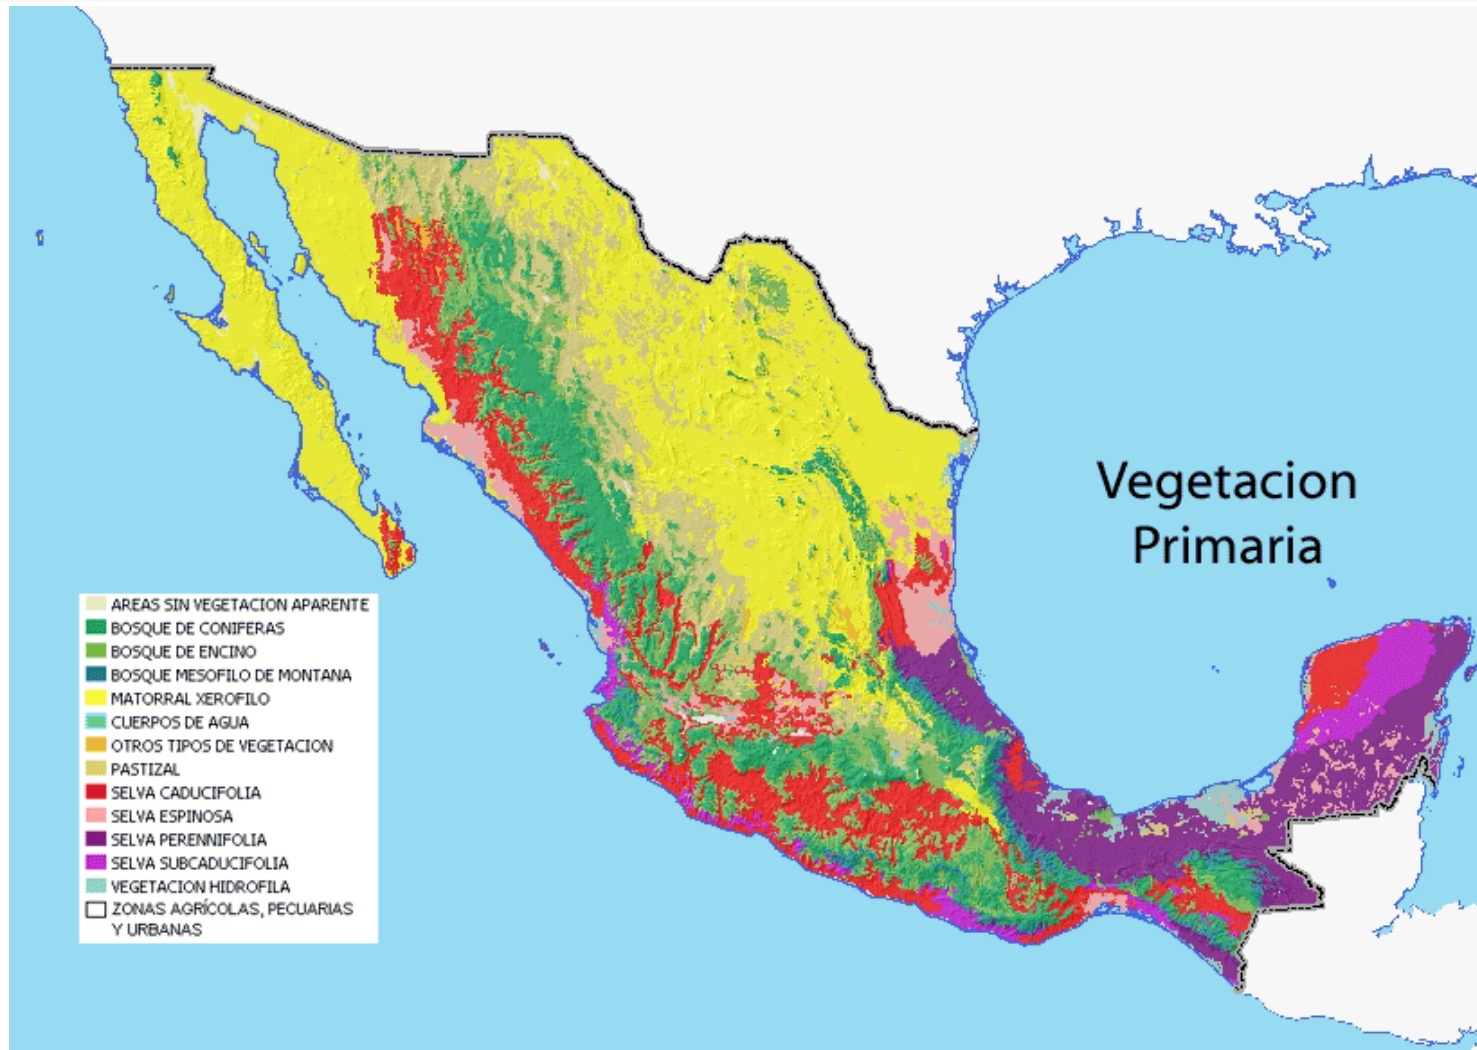 Vegetacion
Primaria
AREAS SIN VEGETACION APARENTE
BOSQUE DE CONIFERAS
BOSQUE DE ENCINO
BOSQUE MESOFILO DE MONTANA
MATORRAL XEROFILO
CUERPOS DE AGUA
OTROS TIPOS DE VEGETACION
PASTIZAL
SELVA CADUCIFOLIA
SELVA ESPINOSA
SELVA PERENNIFOLIA
SELVA SUBCADUCIFOLIA
VEGETACION HIDROFILA
ZONAS AGRÍCOLAS, PECUARIAS
Y URBANAS